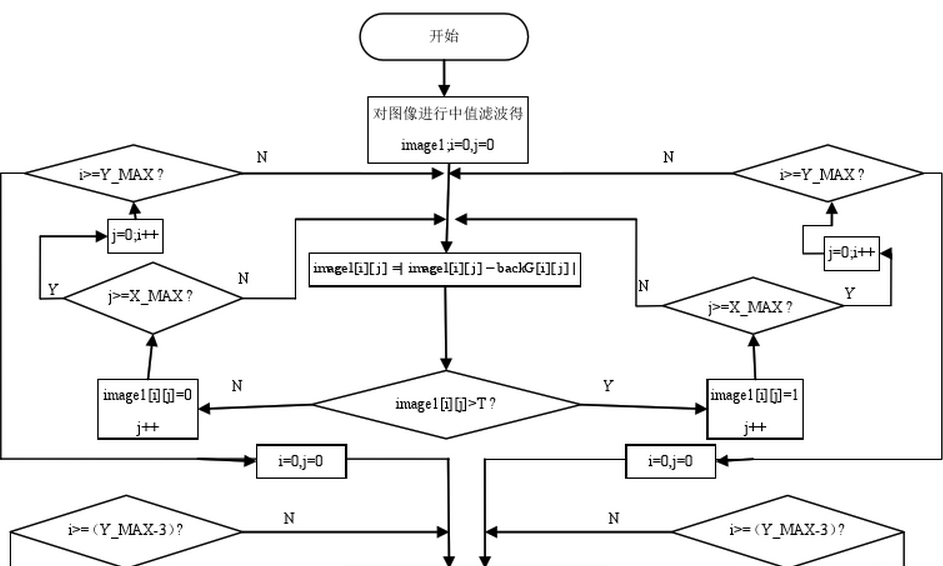 开始
对图像进行中值滤波得
image1;i=0,j=0
i>=Y_MAX?
N
N
i>=Y_MAX?
j=0,i++
j=0,i++
image1[i][j]=| image1[i][j]-backG[i][j]|
Y
j>=X_MAX?
N
N
j>=X_MAX?
Y
image1[i][j]=0
j++
N
image1[i][j]>T?
Y
image1[i][j]=1
j++
i=0,j=0
i=0,j=0
i>=(Y_MAX-3)?
N
N
i>=(Y_MAX-3)?